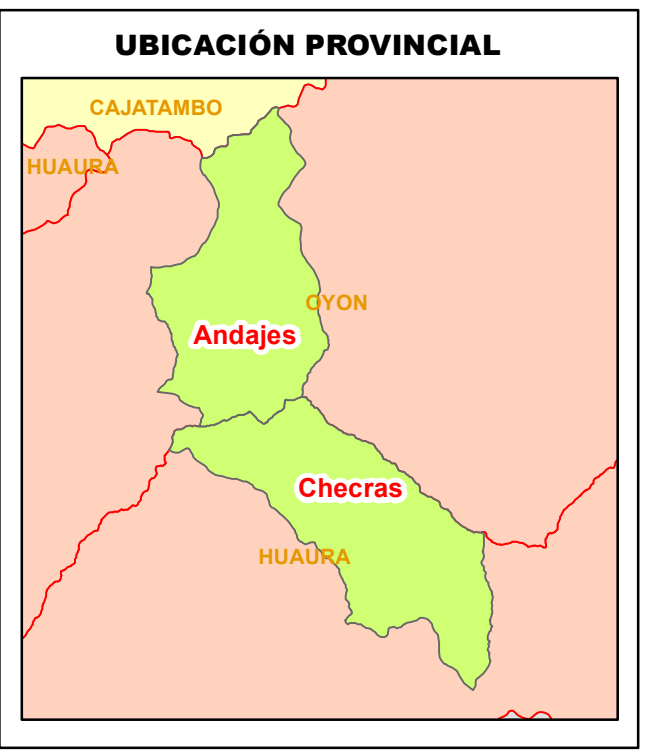 UBICACIÓN PROVINCIAL
CAJATAMBO
HUAURA
OYON
Andajes
Checras
HUAURA